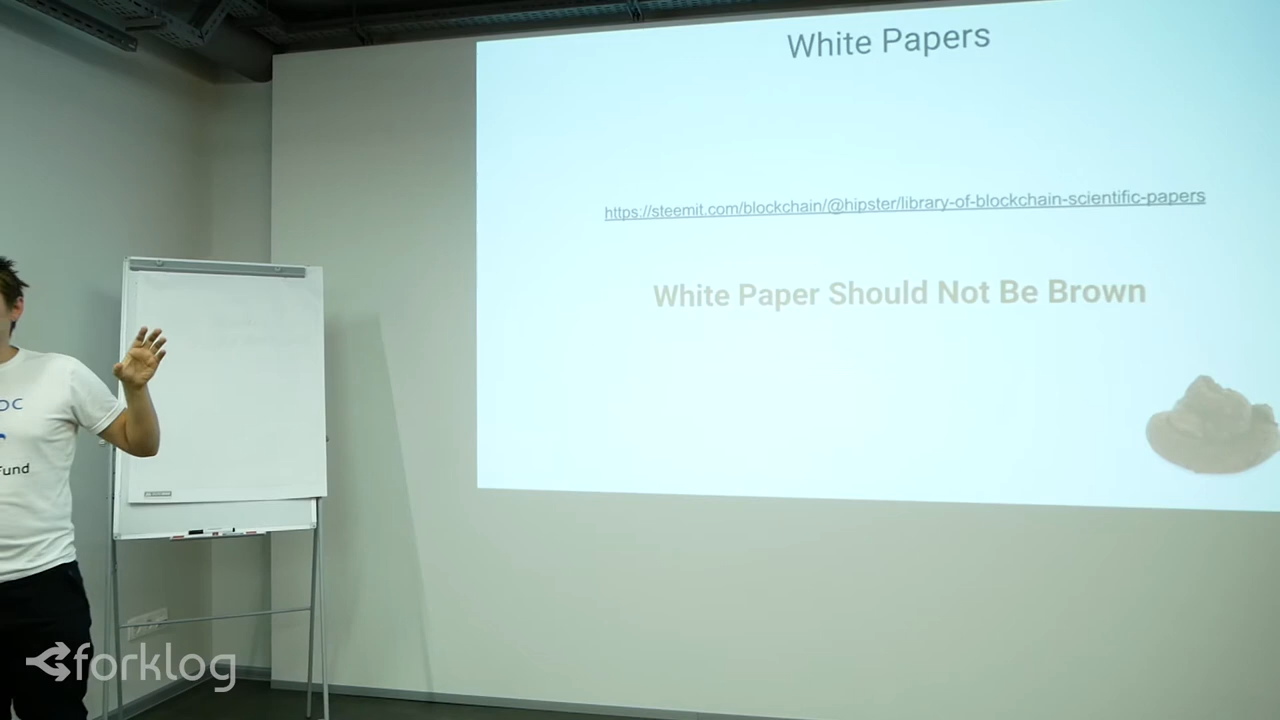 White Papers
https://steemit.com/blockchain/@hipster/library-of-blockchain-scientific-papers
White Paper Should Not Be Brown
Fund
forklog